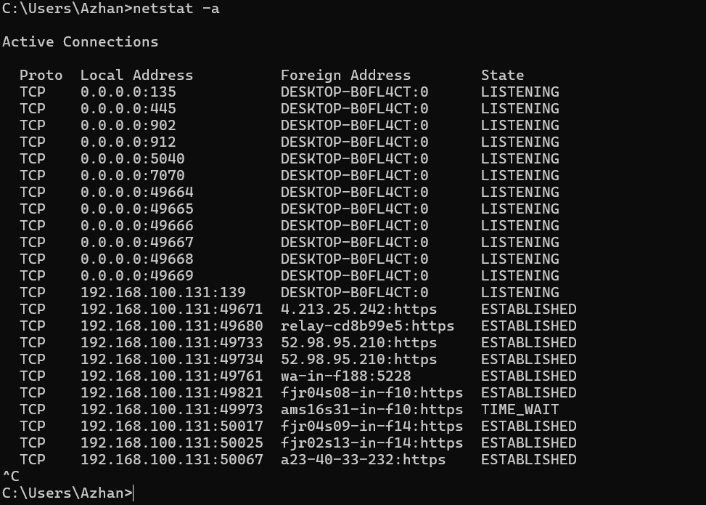 C:\Users\Azhan>netstat -a
Active Connections
Proto  Local Address          Foreign Address        State
TCP    0.0.0.0:135            DESKTOP-B0FL4CT:0      LISTENING
TCP    0.0.0.0:445            DESKTOP-B0FL4CT:0      LISTENING
TCP    0.0.0.0:902            DESKTOP-B0FL4CT:0      LISTENING
TCP    0.0.0.0:912            DESKTOP-B0FL4CT:0      LISTENING
TCP    0.0.0.0:5040           DESKTOP-B0FL4CT:0      LISTENING
TCP    0.0.0.0:7070           DESKTOP-B0FL4CT:0      LISTENING
TCP    0.0.0.0:49664          DESKTOP-B0FL4CT:0      LISTENING
TCP    0.0.0.0:49665          DESKTOP-B0FL4CT:0      LISTENING
TCP    0.0.0.0:49666          DESKTOP-B0FL4CT:0      LISTENING
TCP    0.0.0.0:49667          DESKTOP-B0FL4CT:0      LISTENING
TCP    0.0.0.0:49668          DESKTOP-B0FL4CT:0      LISTENING
TCP    0.0.0.0:49669          DESKTOP-B0FL4CT:0      LISTENING
TCP    192.168.100.131:139    DESKTOP-B0FL4CT:0      LISTENING
TCP    192.168.100.131:49671  4.213.25.242:https     ESTABLISHED
TCP    192.168.100.131:49680  relay-cd8b99e5:https   ESTABLISHED
TCP    192.168.100.131:49733  52.98.95.210:https     ESTABLISHED
TCP    192.168.100.131:49734  52.98.95.210:https     ESTABLISHED
TCP    192.168.100.131:49761  wa-in-f188:5228        ESTABLISHED
TCP    192.168.100.131:49821  fjr04s08-in-f10:https  ESTABLISHED
TCP    192.168.100.131:49973  ams16s31-in-f10:https  TIME_WAIT
TCP    192.168.100.131:50017  fjr04s09-in-f14:https  ESTABLISHED
TCP    192.168.100.131:50025  fjr02s13-in-f14:https  ESTABLISHED
TCP    192.168.100.131:50067  a23-40-33-232:https    ESTABLISHED
^C
C:\Users\Azhan>